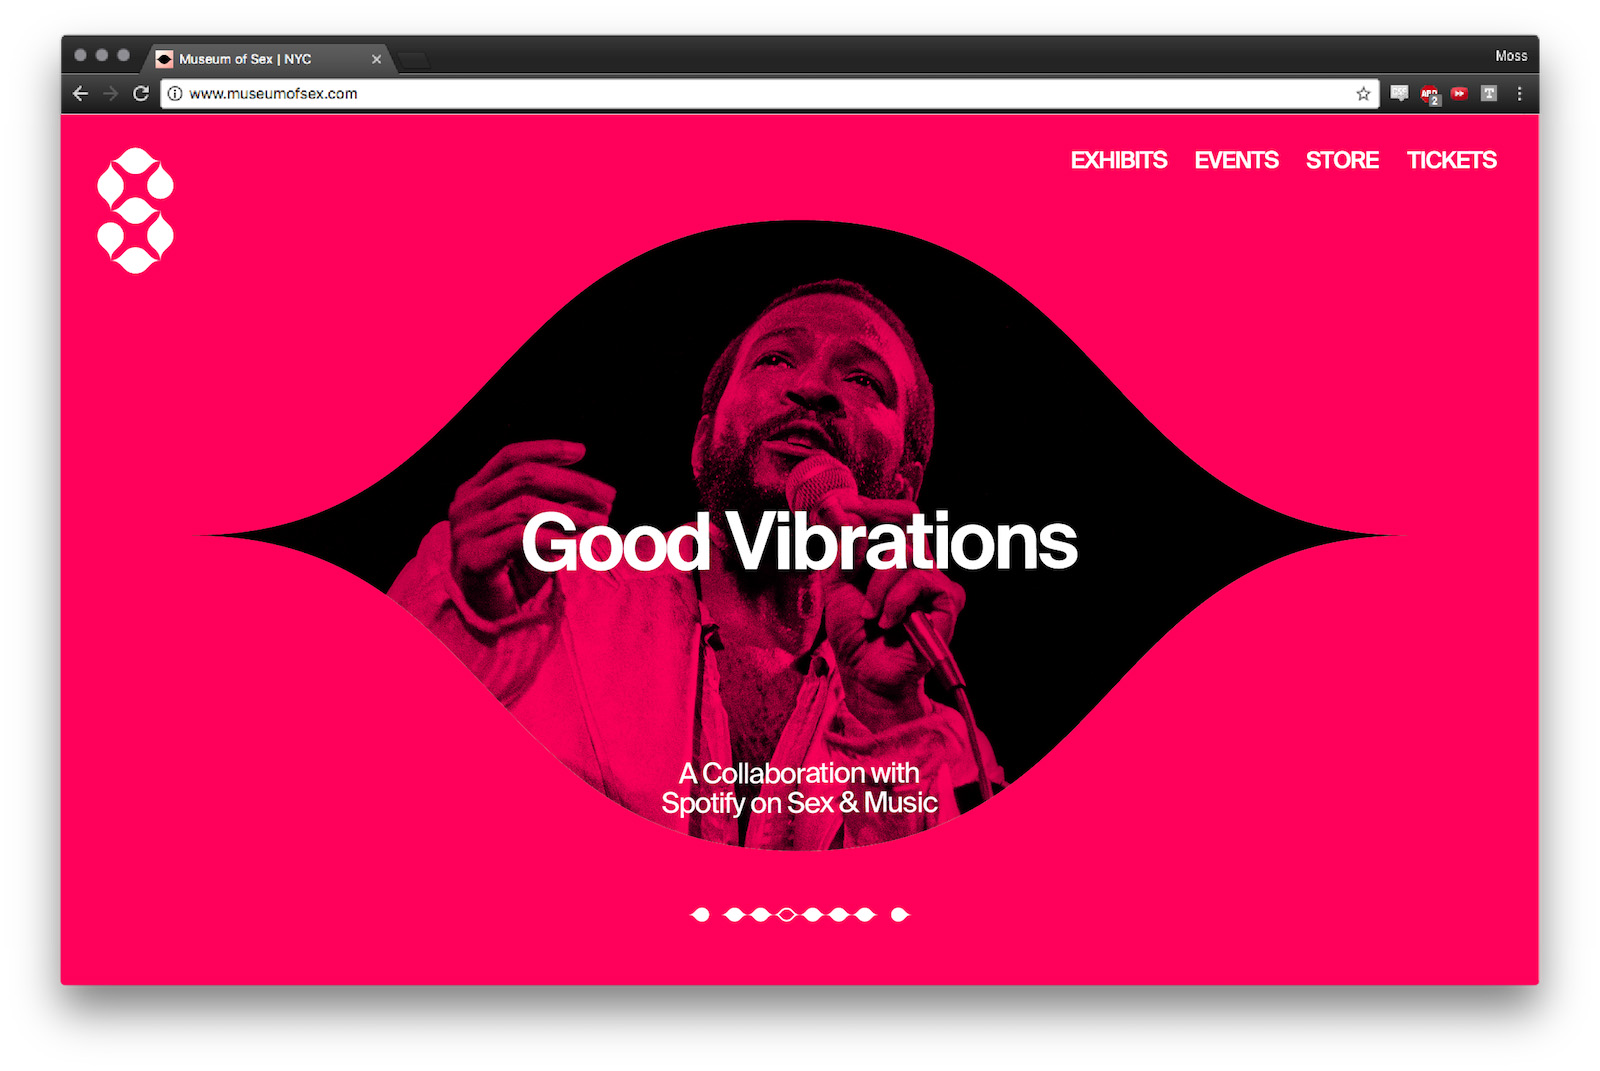 Museum of Sex | NYC
Moss
www.museumofsex.com
EXHIBITS EVENTS STORE TICKETS
Good Vibrations
A Collaboration with
Spotify on Sex & Music